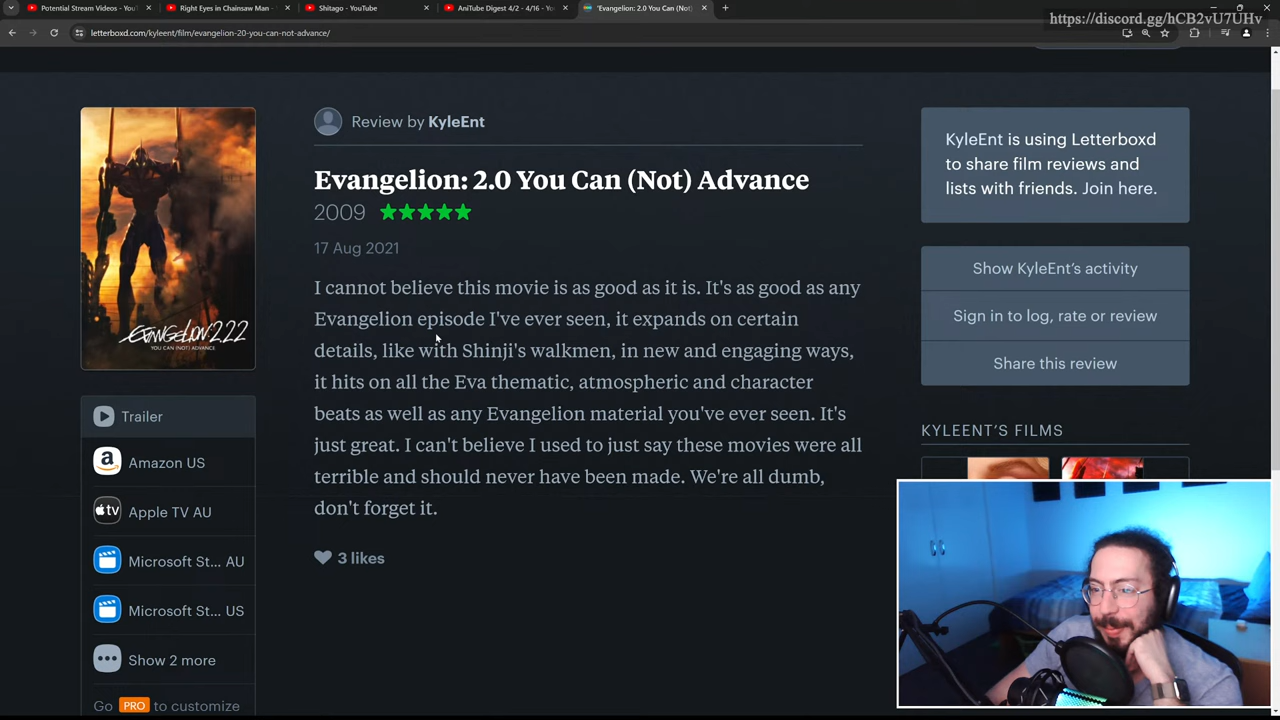 Potential Stream Videos - You
Right Eyes in Chainsaw Man -
Shitago - YouTube
AniTube Digest 4/2 - 4/16 - Yo
'Evangelion: 2.0 You Can (Not)
https://discord.gg/hCB2vU7UHv
letterboxd.com/kyleent/film/evangelion-20-you-can-not-advance/
Review by KyleEnt
Evangelion: 2.0 You Can (Not) Advance
2009
17 Aug 2021
I cannot believe this movie is as good as it is. It's as good as any
Evangelion episode I've ever seen, it expands on certain
details, like with Shinji's walkmen, in new and engaging ways,
it hits on all the Eva thematic, atmospheric and character
beats as well as any Evangelion material you've ever seen. It's
just great. I can't believe I used to just say these movies were all
terrible and should never have been made. We're all dumb,
don't forget it.
3 likes
EVANGELION 2.22
YOU CAN (NOT) ADVANCE.
Trailer
Amazon US
Apple TV AU
Microsoft St... AU
Microsoft St... US
Show 2 more
Go PRO to customize
KyleEnt is using Letterboxd
to share film reviews and
lists with friends. Join here.
Show KyleEnt's activity
Sign in to log, rate or review
Share this review
KYLEENT'S FILMS